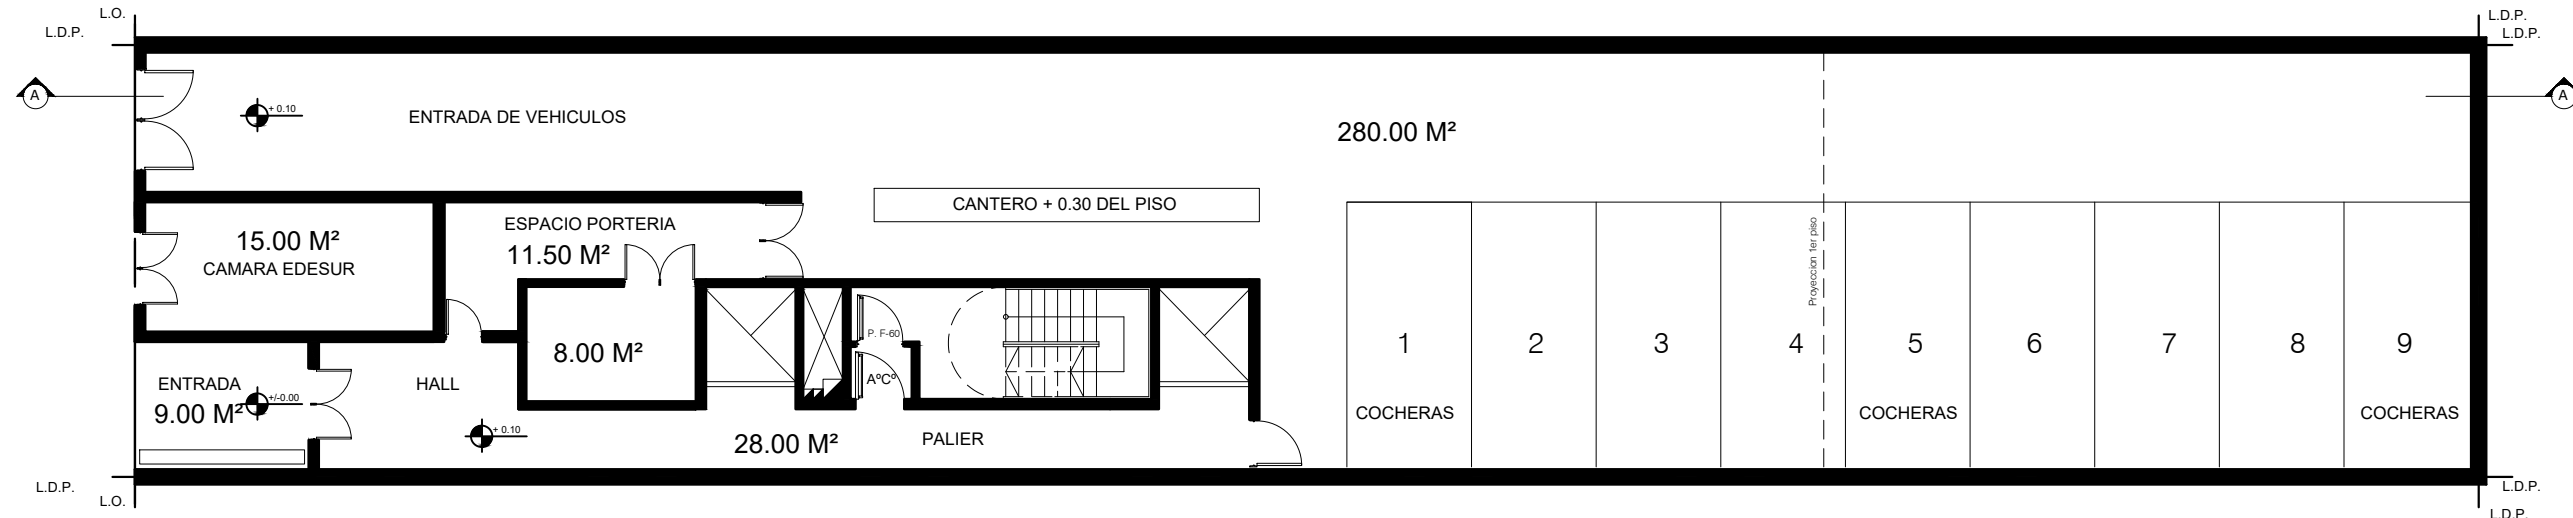 L.O.
L.D.P.
L.D.P.
L.D.P.
A
+ 0.10
ENTRADA DE VEHICULOS
280.00 M²
A
CANTERO + 0.30 DEL PISO
ESPACIO PORTERIA
11.50 M²
15.00 M²
CAMARA EDESUR
Proyeccion 1er piso
P. F-60
8.00 M²
AºCº
1
2
3
4
5
6
7
8
9
ENTRADA
+/-0.00
9.00 M²
HALL
+ 0.10
28.00 M²
PALIER
COCHERAS
COCHERAS
COCHERAS
L.D.P.
L.O.
L.D.P.
L.D.P.